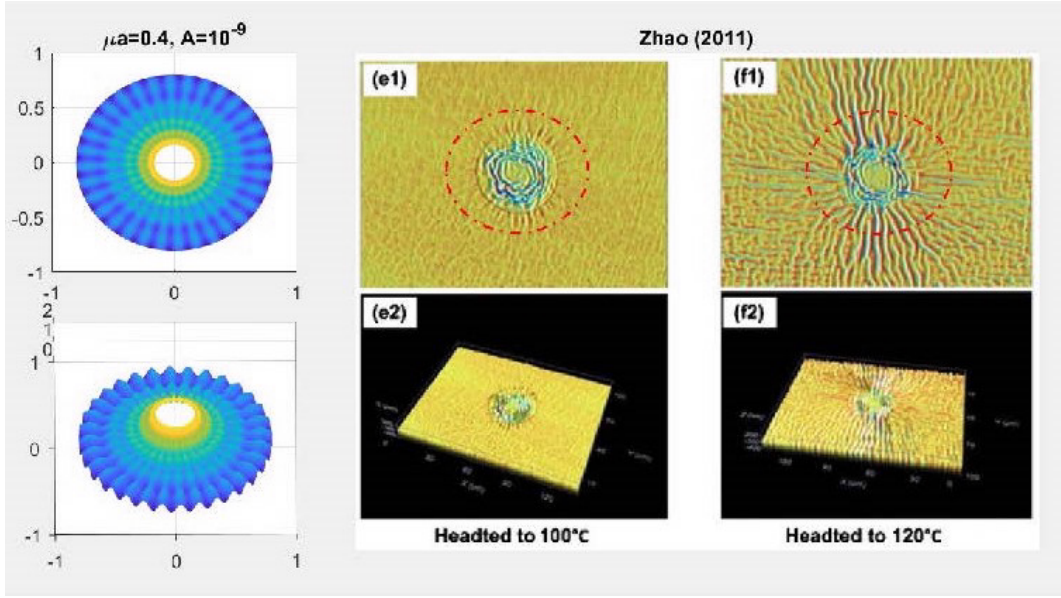 μa=0.4, A=10⁻⁹
1
0.5
0
-0.5
-1
-1
0
1
2
1
0
1
0
-1
-1
0
1
Zhao (2011)
(e1)
(f1)
(e2)
(f2)
Headted to 100°C
Headted to 120°C